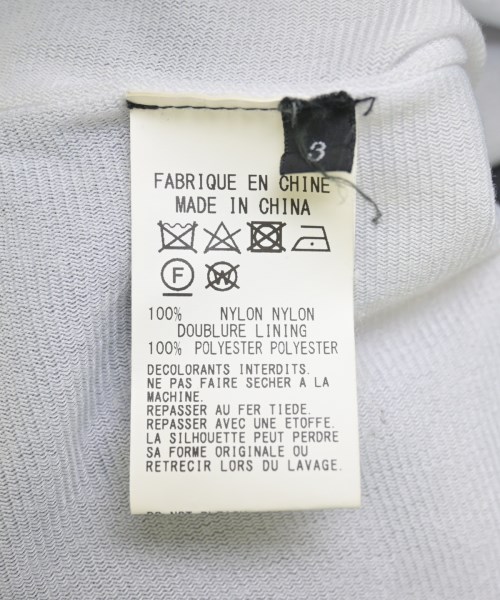 3
FABRIQUE EN CHINE
MADE IN CHINA
F W
100% NYLON NYLON
DOUBLURE LINING
100% POLYESTER POLYESTER
DECOLORANTS INTERDITS.
NE PAS FAIRE SECHER A LA
MACHINE.
REPASSER AU FER TIEDE.
REPASSER AVEC UNE ETOFFE.
LA SILHOUETTE PEUT PERDRE
SA FORME ORIGINALE OU
RETRECIR LORS DU LAVAGE.
DO NOT